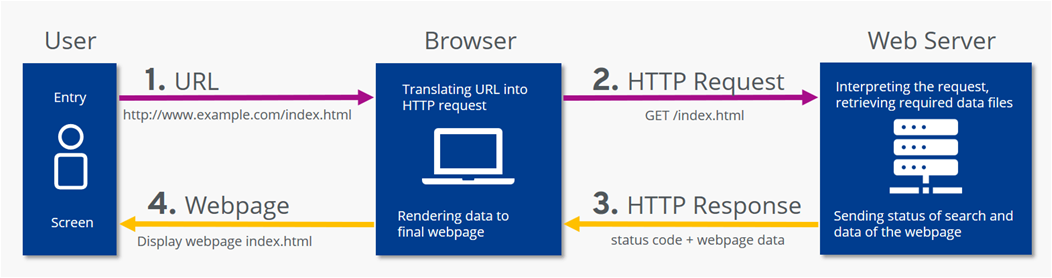 User
Browser
Web Server
Entry
Screen
1. URL
http://www.example.com/index.html
Translating URL into
HTTP request
2. HTTP Request
GET /index.html
Interpreting the request,
retrieving required data files
Sending status of search and
data of the webpage
3. HTTP Response
status code + webpage data
Rendering data to
final webpage
4. Webpage
Display webpage index.html